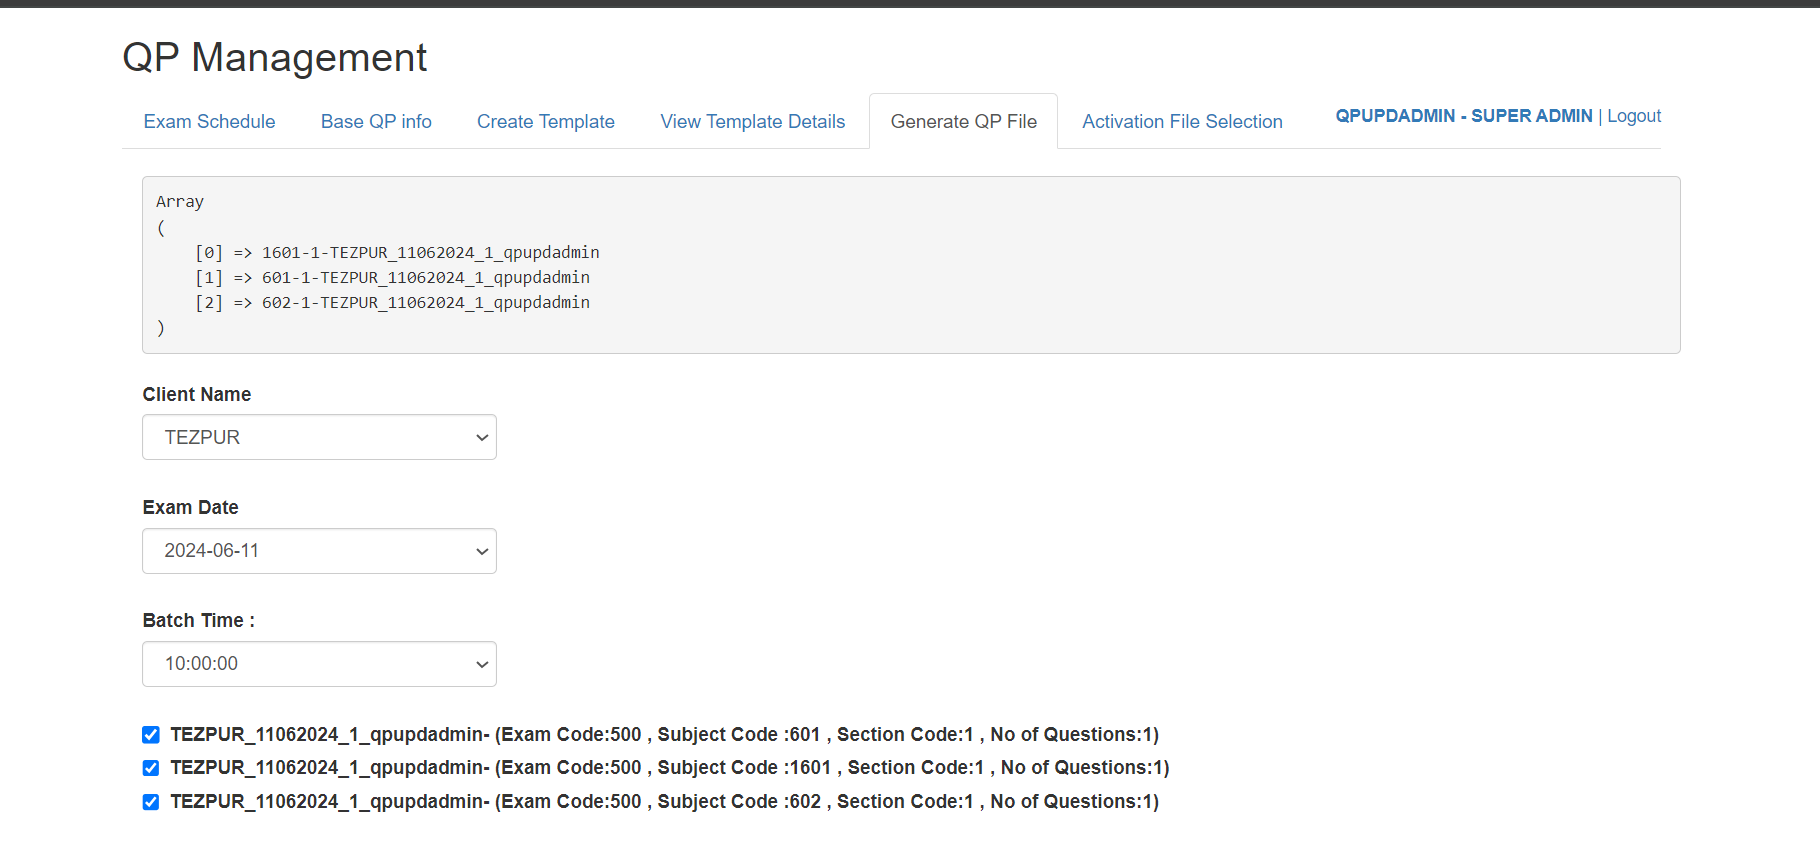 QP Management
Exam Schedule Base QP info Create Template View Template Details Generate QP File Activation File Selection QPUPDADMIN - SUPER ADMIN | Logout
Array
(
[0] => 1601-1-TEZPUR_11062024_1_qpupdadmin
[1] => 601-1-TEZPUR_11062024_1_qpupdadmin
[2] => 602-1-TEZPUR_11062024_1_qpupdadmin
)
Client Name
TEZPUR
Exam Date
2024-06-11
Batch Time :
10:00:00
TEZPUR_11062024_1_qpupdadmin- (Exam Code:500 , Subject Code :601 , Section Code:1 , No of Questions:1)
TEZPUR_11062024_1_qpupdadmin- (Exam Code:500 , Subject Code :1601 , Section Code:1 , No of Questions:1)
TEZPUR_11062024_1_qpupdadmin- (Exam Code:500 , Subject Code :602 , Section Code:1 , No of Questions:1)